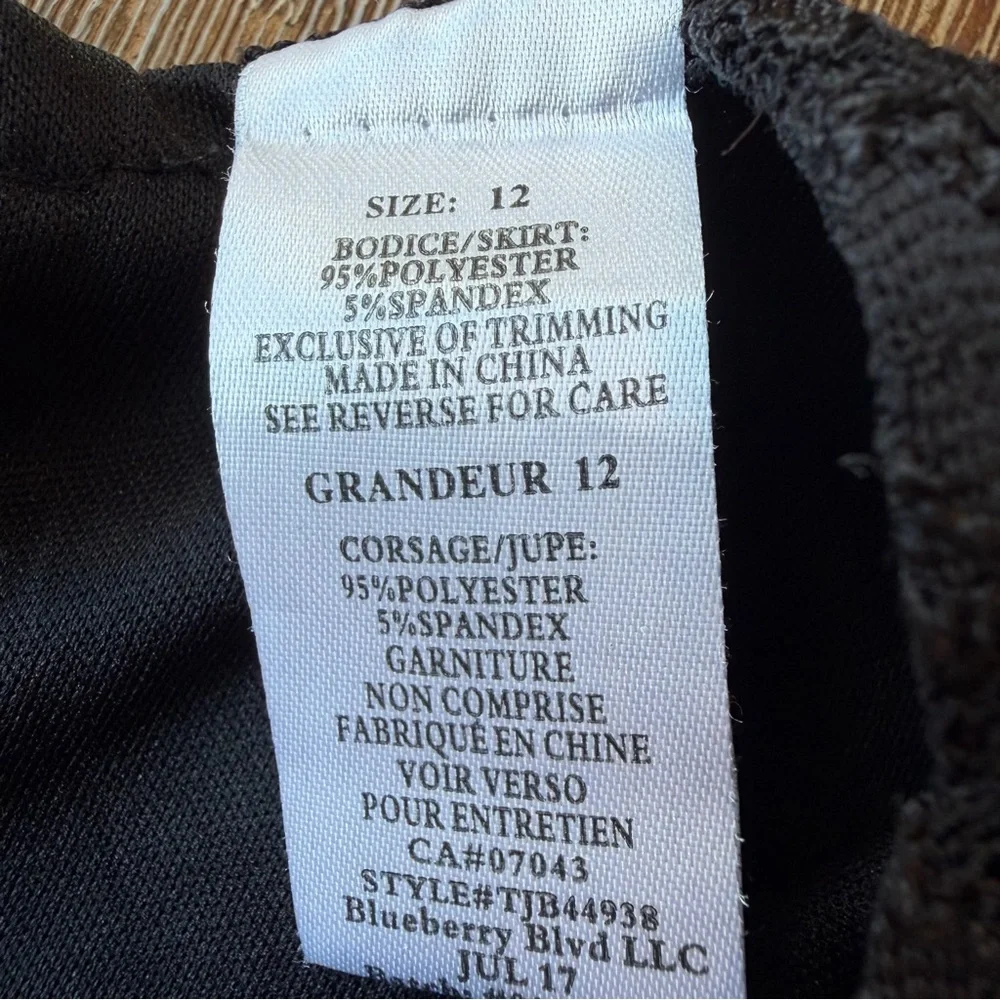 SIZE: 12
BODICE/SKIRT:
95%POLYESTER
5%SPANDEX
EXCLUSIVE OF TRIMMING
MADE IN CHINA
SEE REVERSE FOR CARE
GRANDEUR 12
CORSAGE/JUPE:
95%POLYESTER
5%SPANDEX
GARNITURE
NON COMPRISE
FABRIQUÉ EN CHINE
VOIR VERSO
POUR ENTRETIEN
CA#07043
STYLE#TJB44938
Blueberry Blvd LLC
JUL 17